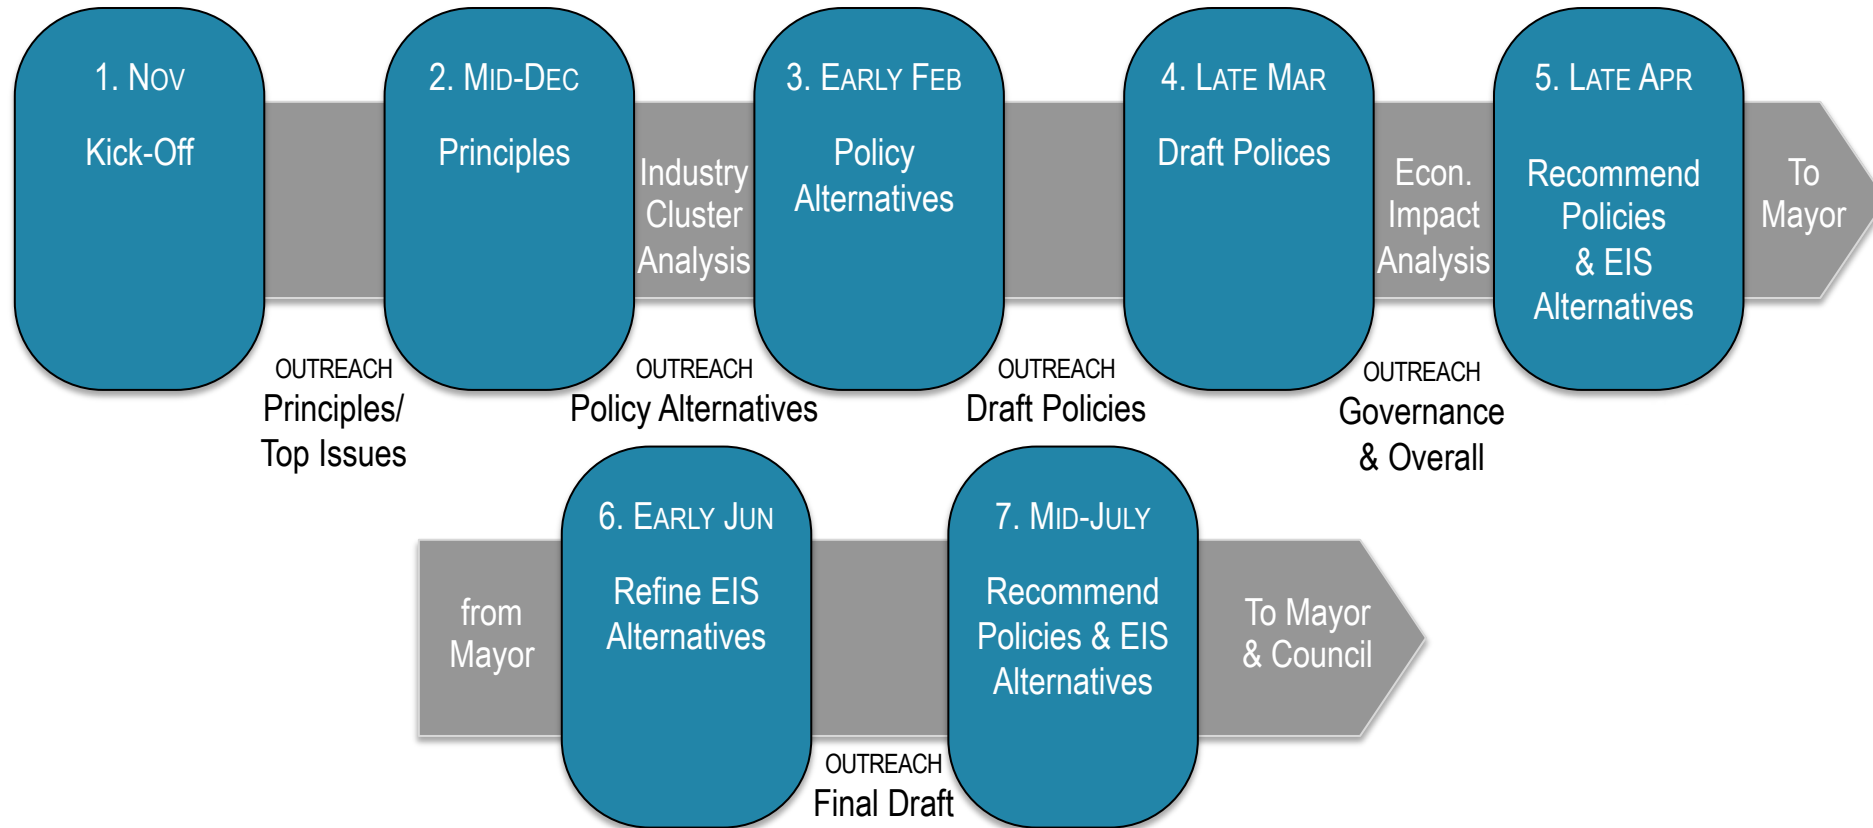 1. NOV
Kick-Off
2. MID-DEC
Principles
Industry
Cluster
Analysis
3. EARLY FEB
Policy
Alternatives
4. LATE MAR
Draft Polices
Econ.
Impact
Analysis
5. LATE APR
Recommend
Policies
& EIS
Alternatives
To
Mayor
OUTREACH
Principles/
Top Issues
OUTREACH
Policy Alternatives
OUTREACH
Draft Policies
OUTREACH
Governance
& Overall
from
Mayor
6. EARLY JUN
Refine EIS
Alternatives
7. MID-JULY
Recommend
Policies & EIS
Alternatives
To Mayor
& Council
OUTREACH
Final Draft